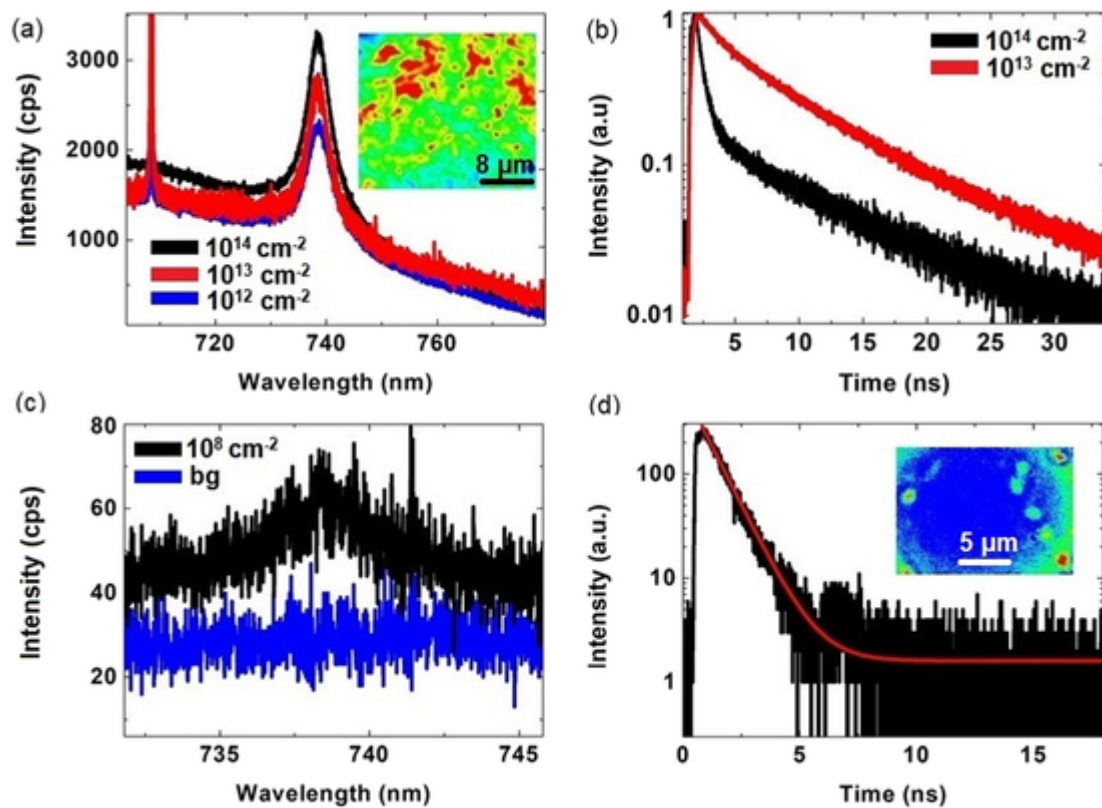 (a)
3000
2000
1000
Intensity (cps)
8 µm
10¹⁴ cm⁻²
10¹³ cm⁻²
10¹² cm⁻²
720 740 760
Wavelength (nm)
(b)
1
0.1
0.01
Intensity (a.u)
10¹⁴ cm⁻²
10¹³ cm⁻²
5 10 15 20 25 30
Time (ns)
(c)
80
60
40
20
Intensity (cps)
10⁸ cm⁻²
bg
735 740 745
Wavelength (nm)
(d)
100
10
1
Intensity (a.u.)
5 µm
0 5 10 15
Time (ns)